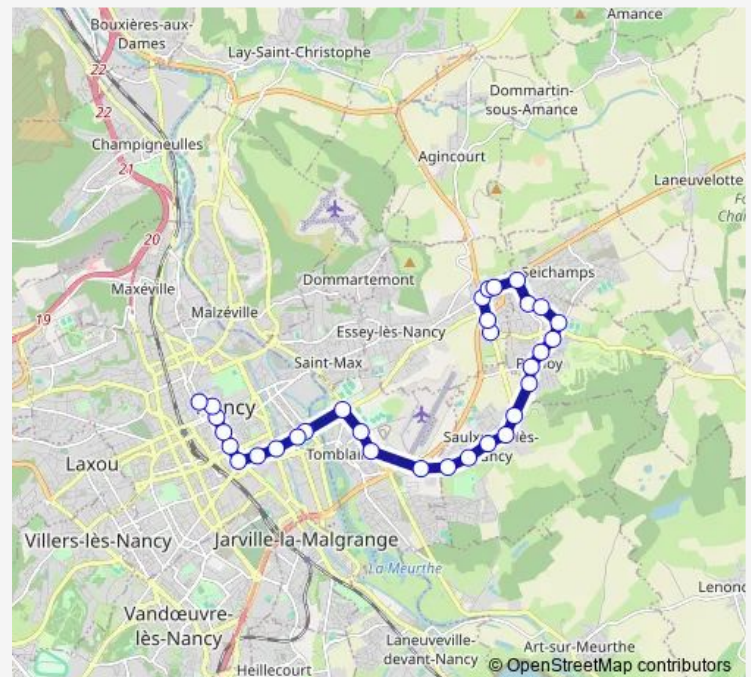 Amance
Bouxières-aux-
Dames
Lay-Saint-Christophe
22
22
Dommartin-
sous-Amance
Champigneulles
Agincourt
21
Laneuvelotte
20
Seichamps
Dommartemont
Maxéville
Malzéville
19
Essey-lès-Nancy
Saint-Max
Laxou
Tomblai
Villers-lès-Nancy
Jarville-la-Malgrange
La Meurthe
Lenonc
Vandœuvre-
lès-Nancy
Laneuveville-
devant-Nancy
Art-sur-Meurthe
Heillecourt
© OpenStreetMap contributors